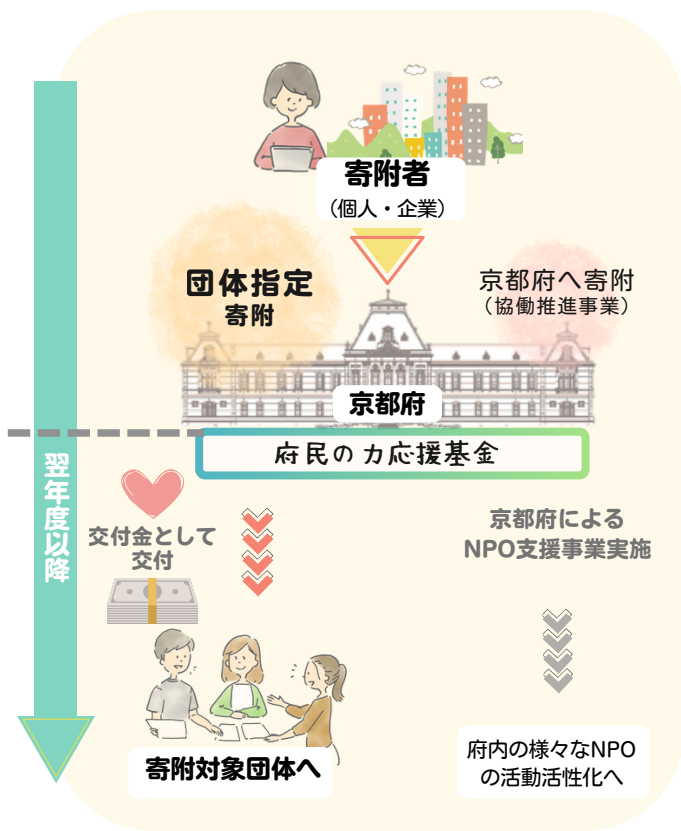 寄附者
（個人・企業）
団体指定
寄附
京都府へ寄附
（協働推進事業）
京都府
府民の力応援基金
翌年度以降
交付金として
交付
京都府による
NPO支援事業実施
寄附対象団体へ
府内の様々なNPO
の活動活性化へ